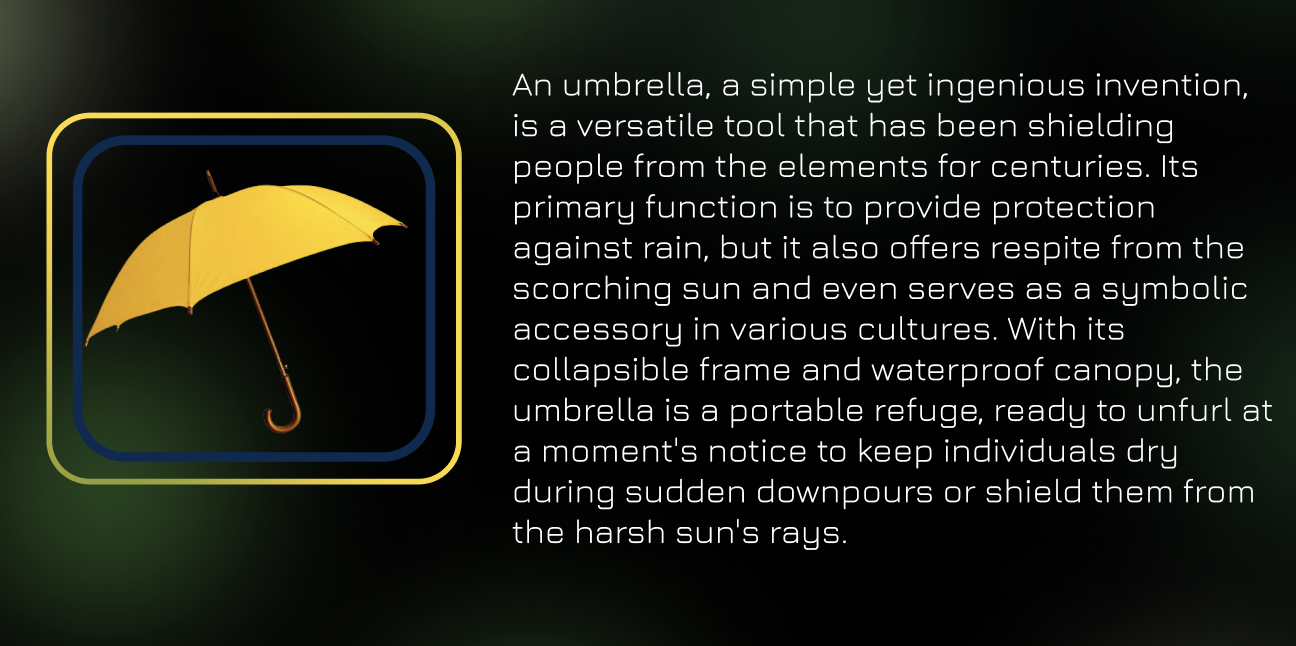 An umbrella, a simple yet ingenious invention,
is a versatile tool that has been shielding
people from the elements for centuries. Its
primary function is to provide protection
against rain, but it also offers respite from the
scorching sun and even serves as a symbolic
accessory in various cultures. With its
collapsible frame and waterproof canopy, the
umbrella is a portable refuge, ready to unfurl at
a moment's notice to keep individuals dry
during sudden downpours or shield them from
the harsh sun's rays.